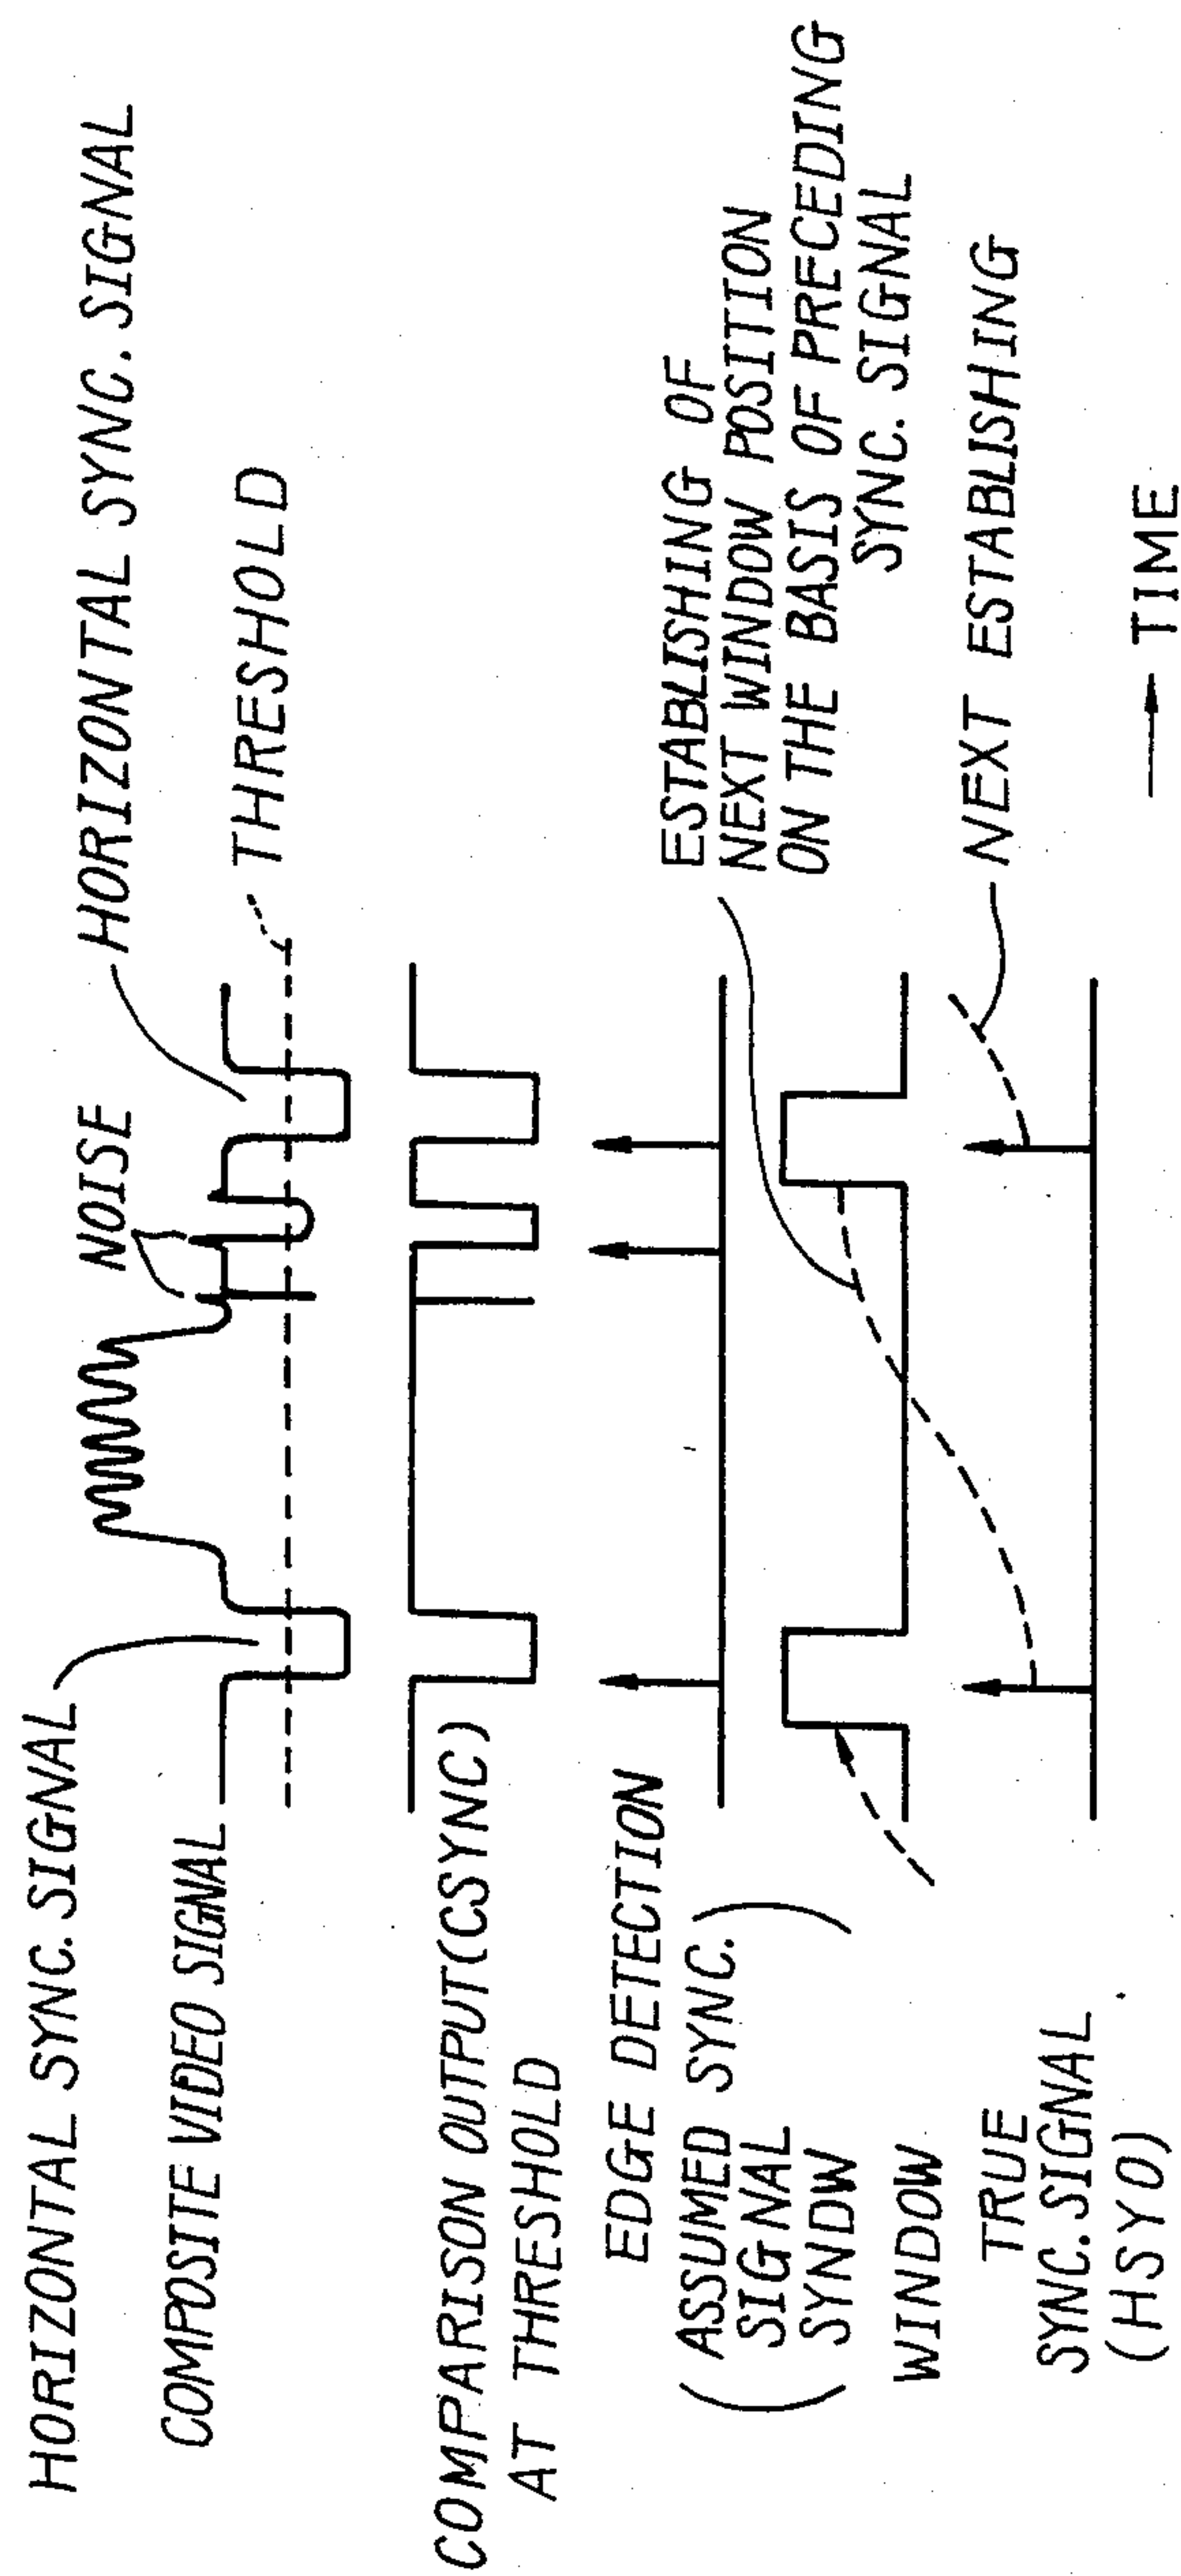 HORIZONTAL SYNC. SIGNAL
NOISE
HORIZONTAL SYNC. SIGNAL
COMPOSITE VIDEO SIGNAL
THRESHOLD
COMPARISON OUTPUT(CSYNC)
AT THRESHOLD
EDGE DETECTION
(ASSUMED SYNC.
SIGNAL
SYNDW)
ESTABLISHING OF
NEXT WINDOW POSITION
ON THE BASIS OF PRECEDING
SYNC. SIGNAL
WINDOW
TRUE
SYNC. SIGNAL
(HSYO)
NEXT ESTABLISHING
TIME